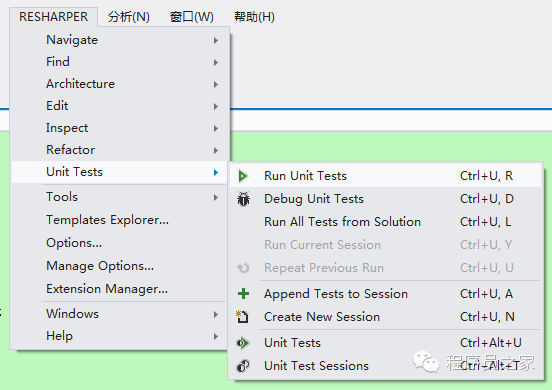 RESHARPER 分析(N) 窗口(W) 帮助(H)
Navigate
Find
Architecture
Edit
Inspect
Refactor
Unit Tests
Tools
Templates Explorer...
Options...
Manage Options...
Extension Manager...
Windows
Help
Run Unit Tests Ctrl+U, R
Debug Unit Tests Ctrl+U, D
Run All Tests from Solution Ctrl+U, L
Run Current Session Ctrl+U, Y
Repeat Previous Run Ctrl+U, U
Append Tests to Session Ctrl+U, A
Create New Session Ctrl+U, N
Unit Tests Ctrl+Alt+U
Unit Test Sessions Ctrl+Alt+T
程序员之家